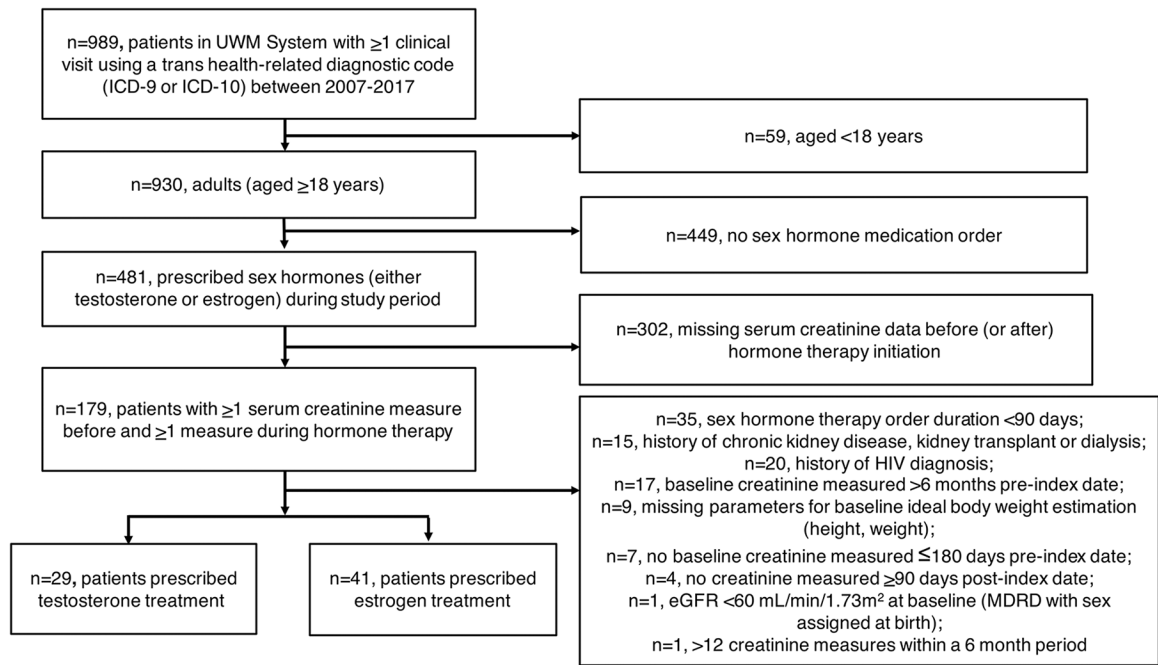 n=989, patients in UWM System with ≥1 clinical
visit using a trans health-related diagnostic code
(ICD-9 or ICD-10) between 2007-2017
n=59, aged <18 years
n=930, adults (aged ≥18 years)
n=449, no sex hormone medication order
n=481, prescribed sex hormones (either
testosterone or estrogen) during study period
n=302, missing serum creatinine data before (or after)
hormone therapy initiation
n=179, patients with ≥1 serum creatinine measure
before and ≥1 measure during hormone therapy
n=35, sex hormone therapy order duration <90 days;
n=15, history of chronic kidney disease, kidney transplant or dialysis;
n=20, history of HIV diagnosis;
n=17, baseline creatinine measured >6 months pre-index date;
n=9, missing parameters for baseline ideal body weight estimation
(height, weight);
n=7, no baseline creatinine measured ≤180 days pre-index date;
n=4, no creatinine measured ≥90 days post-index date;
n=1, eGFR <60 mL/min/1.73m² at baseline (MDRD with sex
assigned at birth);
n=1, >12 creatinine measures within a 6 month period
n=29, patients prescribed
testosterone treatment
n=41, patients prescribed
estrogen treatment